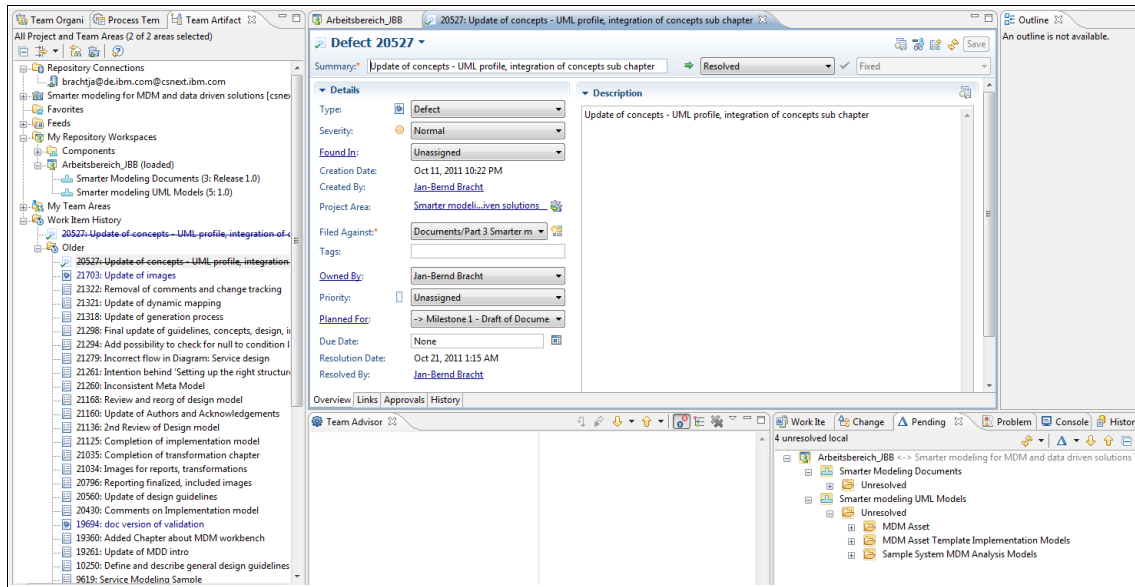 Team Organi
Process Tem
Team Artifact
All Project and Team Areas (2 of 2 areas selected)
Repository Connections
brachtja@de.ibm.com@csnext.ibm.com
Smarter modeling for MDM and data driven solutions [csnex
Favorites
Feeds
My Repository Workspaces
Components
Arbeitsbereich_JBB (loaded)
Smarter Modeling Documents (3: Release 1.0)
Smarter modeling UML Models (5: 1.0)
My Team Areas
Work Item History
20527: Update of concepts - UML profile, integration of c
Older
20527: Update of concepts - UML profile, integration
21703: Update of images
21322: Removal of comments and change tracking
21321: Update of dynamic mapping
21318: Update of generation process
21298: Final update of guidelines, concepts, design, i
21294: Add possibility to check for null to condition l
21279: Incorrect flow in Diagram: Service design
21261: Intention behind 'Setting up the right structure
21260: Inconsistent Meta Model
21168: Review and reorg of design model
21160: Update of Authors and Acknowledgements
21136: 2nd Review of Design model
21125: Completion of implementation model
21035: Completion of transformation chapter
21034: Images for reports, transformations
20796: Reporting finalized, included images
20560: Update of design guidelines
20430: Comments on Implementation model
19694: doc version of validation
19360: Added Chapter about MDM workbench
19261: Update of MDD intro
10250: Define and describe general design guidelines
9619: Service Modeling Sample
Arbeitsbereich_JBB
20527: Update of concepts - UML profile, integration of concepts sub chapter
Defect 20527
Save
Summary:* Update of concepts - UML profile, integration of concepts sub chapter
Resolved
Fixed
Details
Type: Defect
Severity: Normal
Found In: Unassigned
Creation Date: Oct 11, 2011 10:22 PM
Created By: Jan-Bernd Bracht
Project Area: Smarter modeli...iven solutions
Filed Against:* Documents/Part 3 Smarter m
Tags:
Owned By: Jan-Bernd Bracht
Priority: Unassigned
Planned For: -> Milestone 1 - Draft of Docume
Due Date: None
Resolution Date: Oct 21, 2011 1:15 AM
Resolved By: Jan-Bernd Bracht
Overview Links Approvals History
Description
Update of concepts - UML profile, integration of concepts sub chapter
Outline
An outline is not available.
Team Advisor
Work Ite
Change
Pending
Problem
Console
Histor
4 unresolved local
Arbeitsbereich_JBB <-> Smarter modeling for MDM and data driven solutions
Smarter Modeling Documents
Unresolved
Smarter modeling UML Models
Unresolved
MDM Asset
MDM Asset Template Implementation Models
Sample System MDM Analysis Models